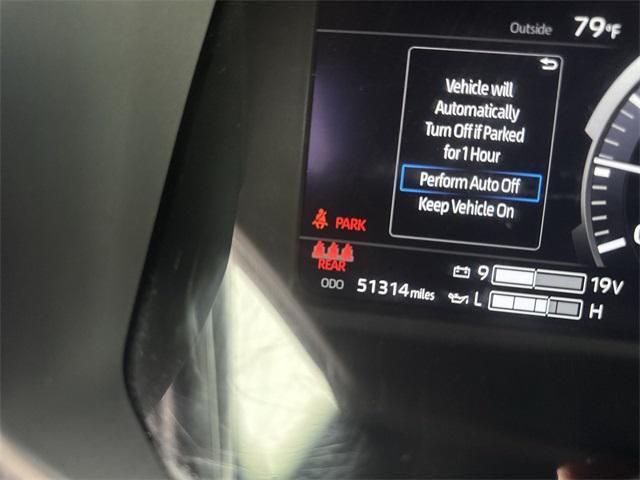 Outside 79°F
Vehicle will
Automatically
Turn Off if Parked
for 1 Hour
Perform Auto Off
Keep Vehicle On
PARK
REAR
ODO 51314 miles
9 19V
L H